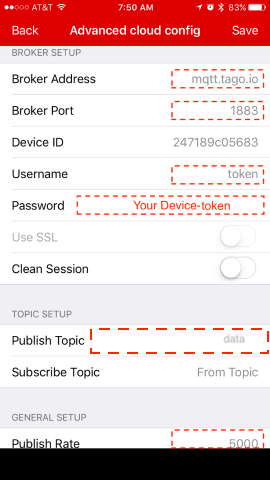 AT&T 7:50 AM 83%
Back Advanced cloud config Save
BROKER SETUP
Broker Address mqtt.tago.io
Broker Port 1883
Device ID 247189c05683
Username token
Password Your Device-token
Use SSL
Clean Session
TOPIC SETUP
Publish Topic data
Subscribe Topic From Topic
GENERAL SETUP
Publish Rate 5000